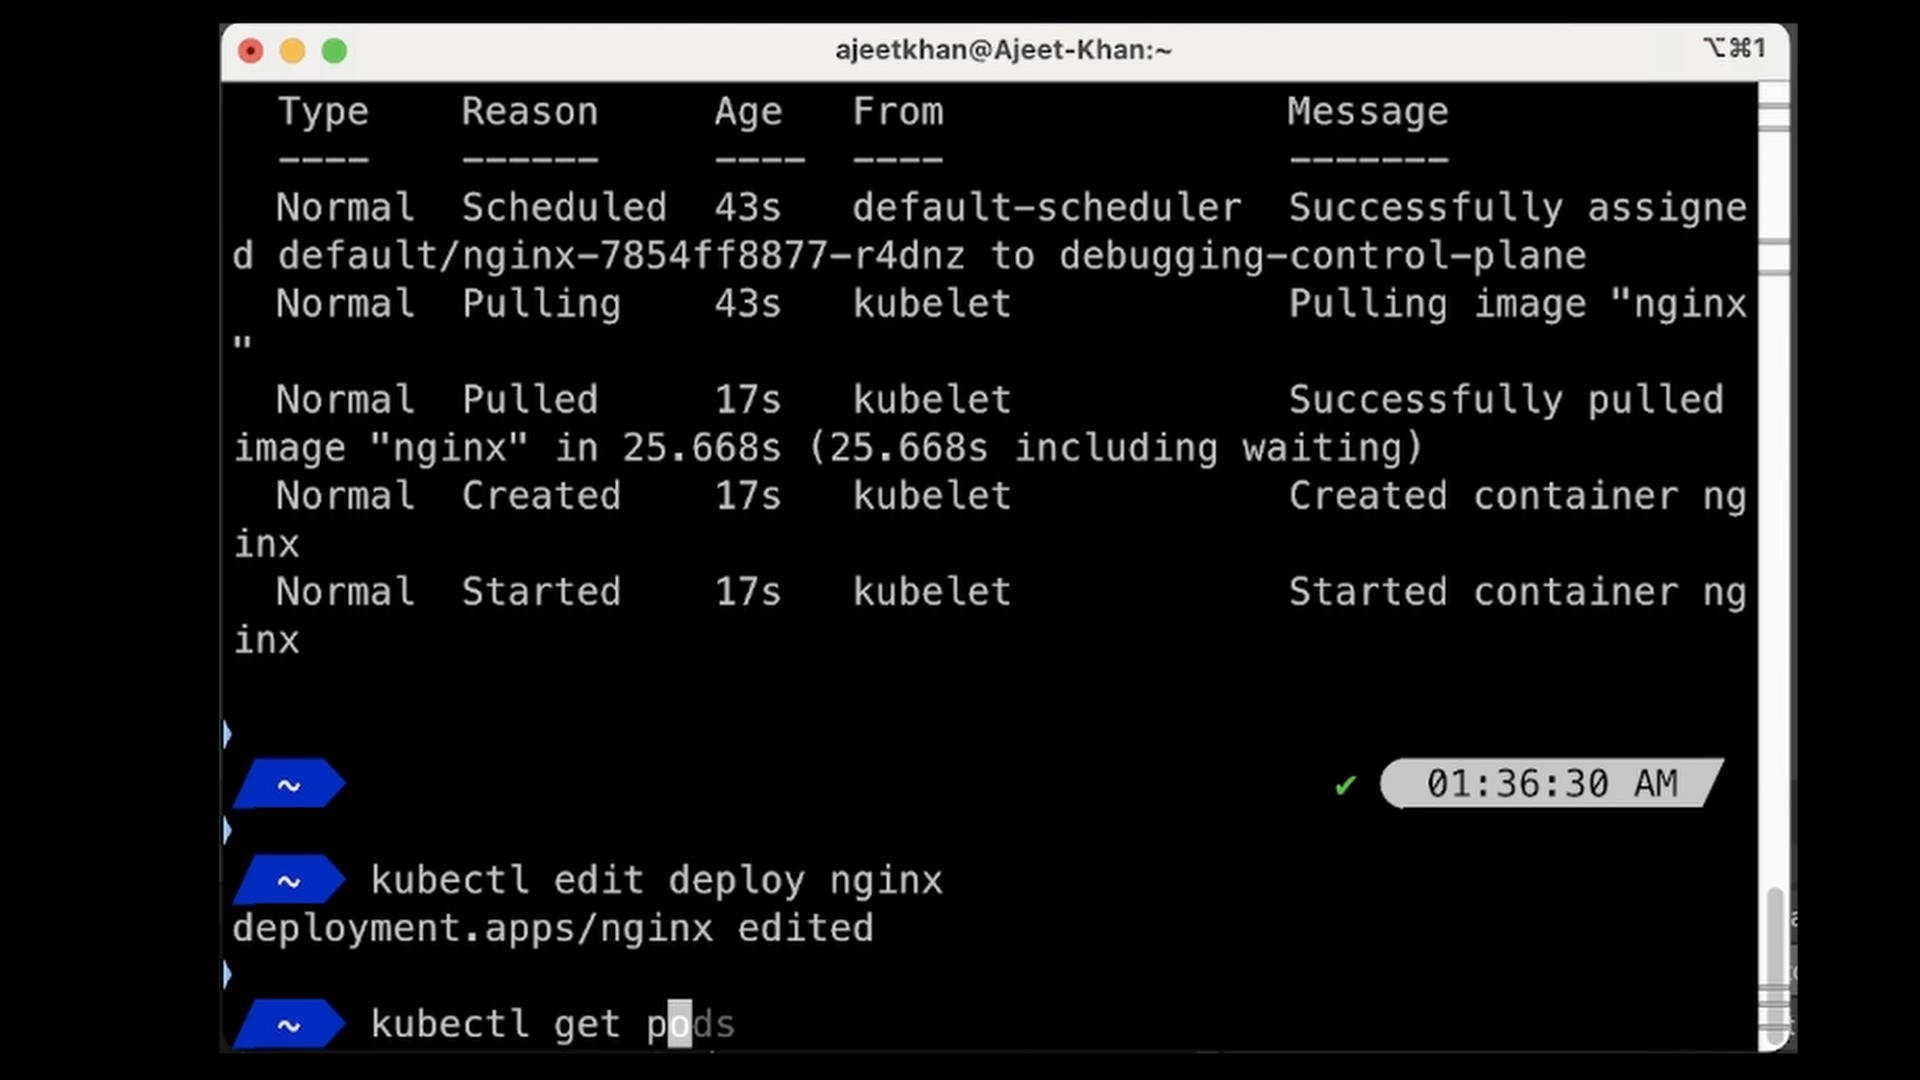 ajeetkhan@Ajeet-Khan:~
⌥⌘1
Type Reason Age From Message
---- ------ ---- ---- -------
Normal Scheduled 43s default-scheduler Successfully assigne
d default/nginx-7854ff8877-r4dnz to debugging-control-plane
Normal Pulling 43s kubelet Pulling image "nginx
"
Normal Pulled 17s kubelet Successfully pulled
image "nginx" in 25.668s (25.668s including waiting)
Normal Created 17s kubelet Created container ng
inx
Normal Started 17s kubelet Started container ng
inx
~ ✔ 01:36:30 AM
~ kubectl edit deploy nginx
deployment.apps/nginx edited
~ kubectl get pods